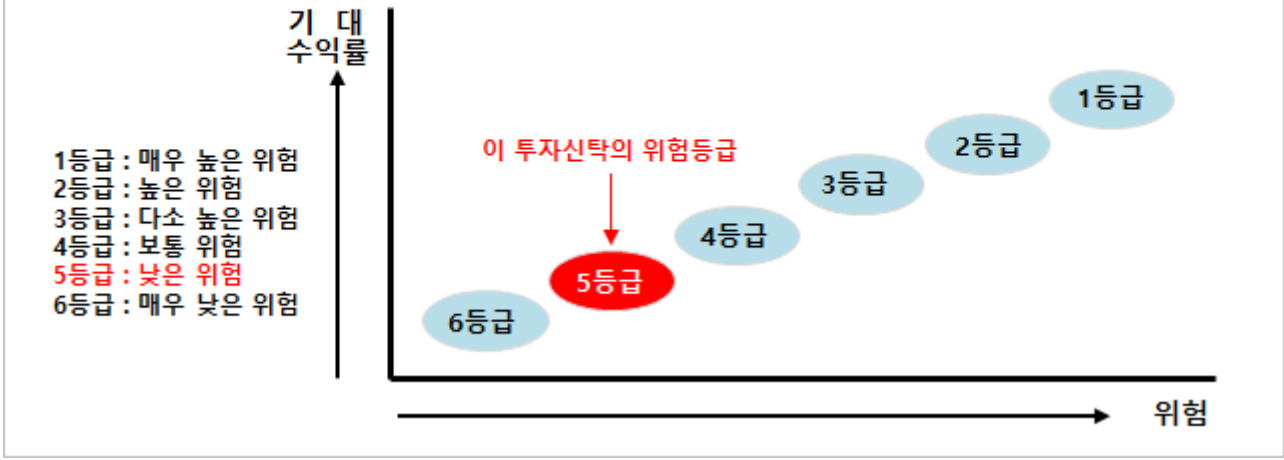 기 대
수익률
1등급 : 매우 높은 위험
2등급 : 높은 위험
3등급 : 다소 높은 위험
4등급 : 보통 위험
5등급 : 낮은 위험
6등급 : 매우 낮은 위험
이 투자신탁의 위험등급
1등급
2등급
3등급
4등급
5등급
6등급
위험